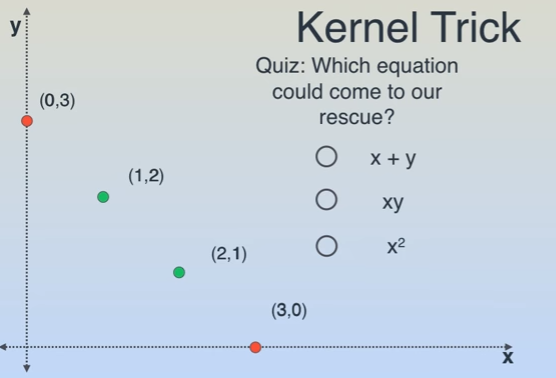 Kernel Trick
y
Quiz: Which equation
could come to our
rescue?
(0,3)
x + y
(1,2)
xy
(2,1)
x²
(3,0)
x